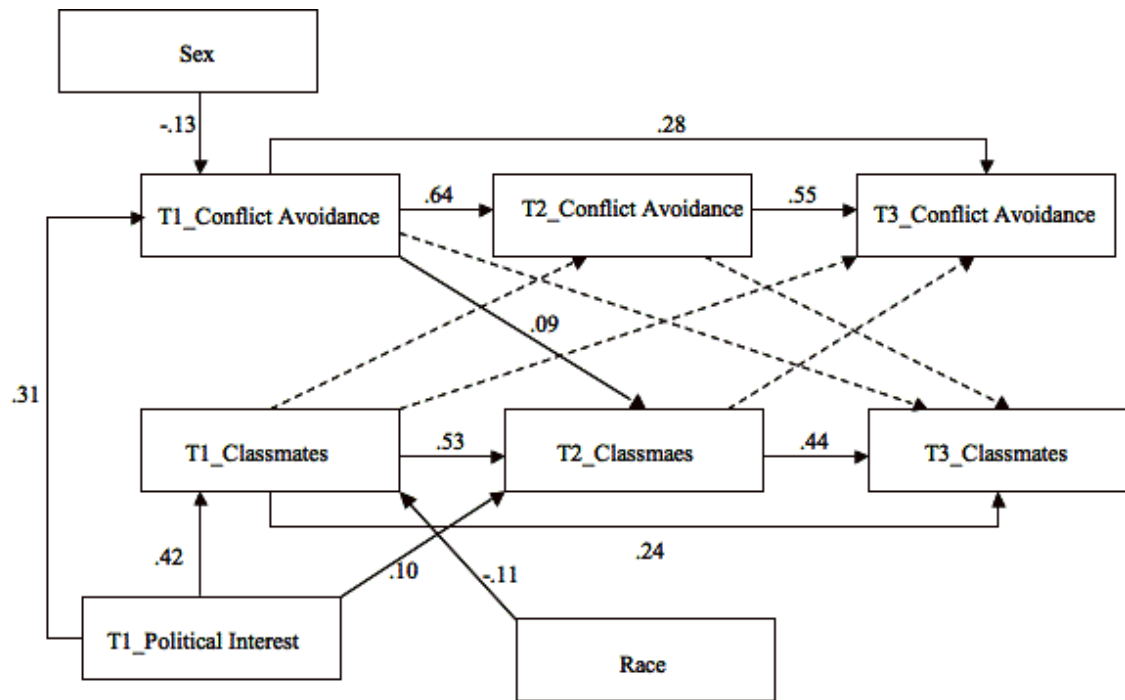 Sex
-.13
.28
T1_Conflict Avoidance
.64
T2_Conflict Avoidance
.55
T3_Conflict Avoidance
.09
.31
T1_Classmates
.53
T2_Classmaes
.44
T3_Classmates
.42
.10
-.11
.24
T1_Political Interest
Race